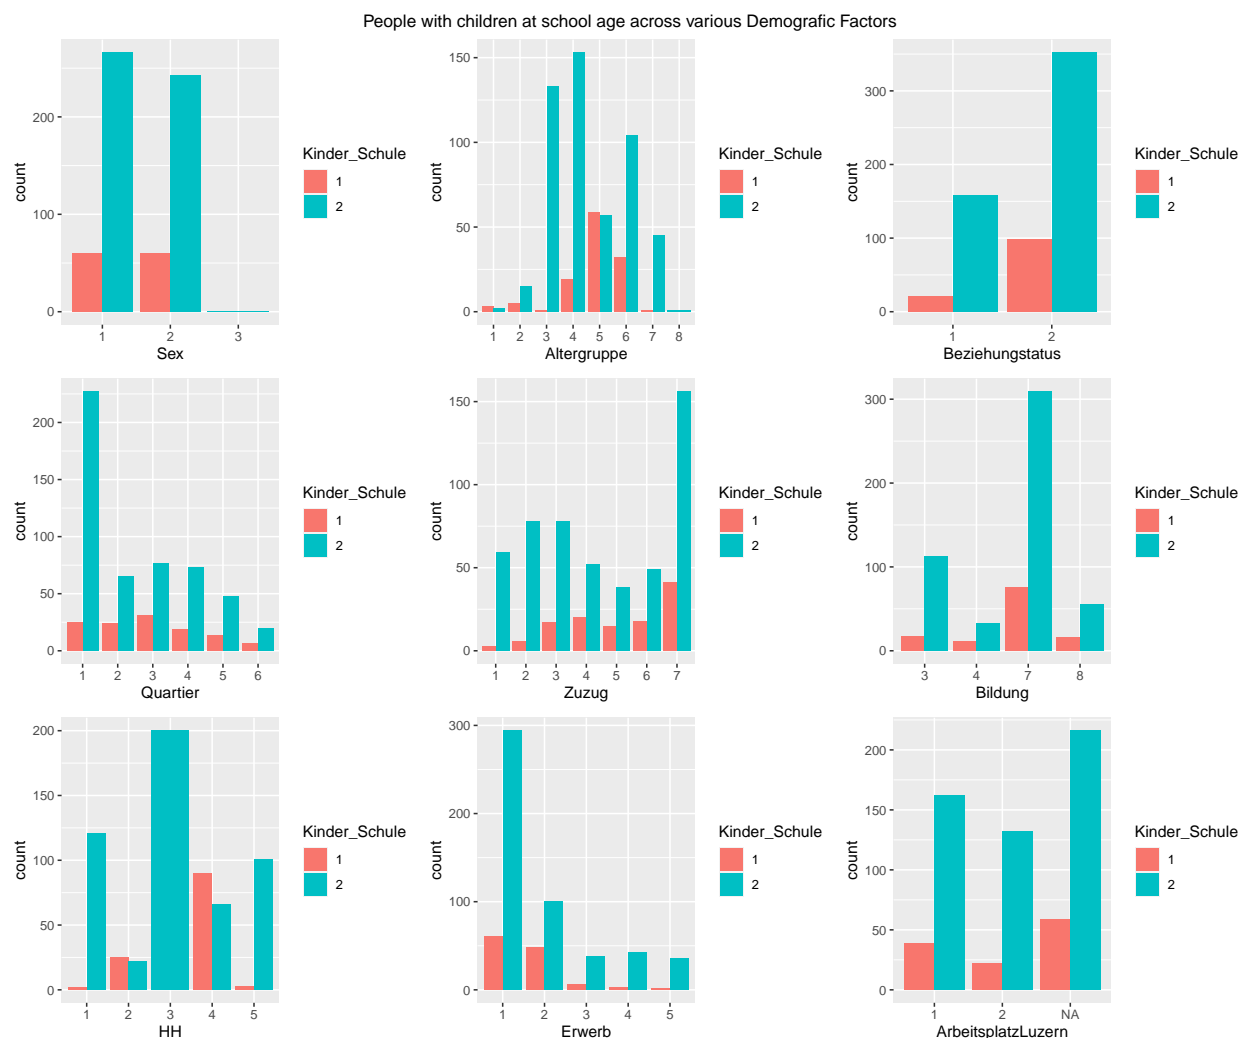 People with children at school age across various Demografic Factors
count
200
100
0
1 2 3
Sex
Kinder_Schule
1
2
count
150
100
50
0
1 2 3 4 5 6 7 8
Altergruppe
Kinder_Schule
1
2
count
300
200
100
0
1 2
Beziehungstatus
Kinder_Schule
1
2
count
200
150
100
50
0
1 2 3 4 5 6
Quartier
Kinder_Schule
1
2
count
150
100
50
0
1 2 3 4 5 6 7
Zuzug
Kinder_Schule
1
2
count
300
200
100
0
3 4 7 8
Bildung
Kinder_Schule
1
2
count
200
150
100
50
0
1 2 3 4 5
HH
Kinder_Schule
1
2
count
300
200
100
0
1 2 3 4 5
Erwerb
Kinder_Schule
1
2
count
200
150
100
50
0
1 2 NA
ArbeitsplatzLuzern
Kinder_Schule
1
2